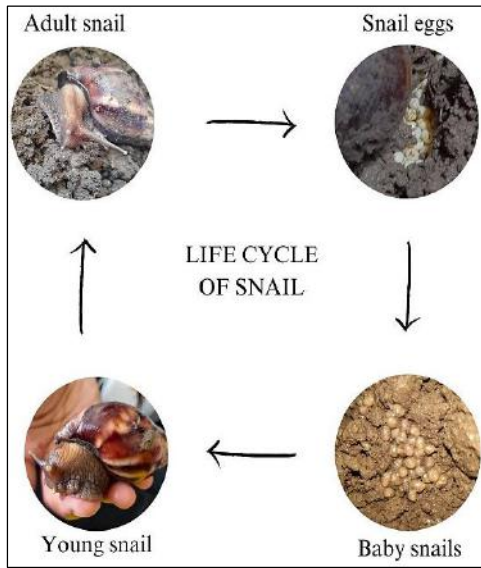 Adult snail
Snail eggs
LIFE CYCLE
OF SNAIL
Young snail
Baby snails